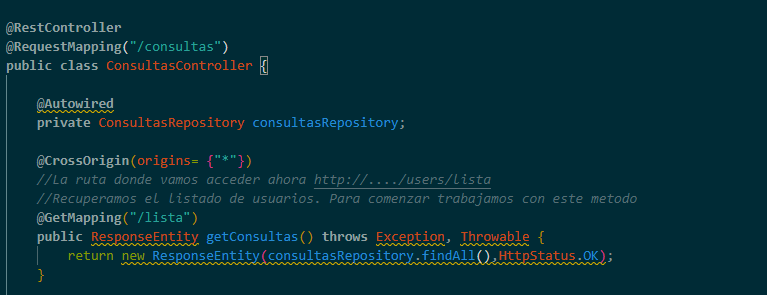 @RestController
@RequestMapping("/consultas")
public class ConsultasController {
@Autowired
private ConsultasRepository consultasRepository;
@CrossOrigin(origins= {"*"})
//La ruta donde vamos acceder ahora http://..../users/lista
//Recuperamos el listado de usuarios. Para comenzar trabajamos con este metodo
@GetMapping("/lista")
public ResponseEntity getConsultas() throws Exception, Throwable {
return new ResponseEntity(consultasRepository.findAll(),HttpStatus.OK);
}